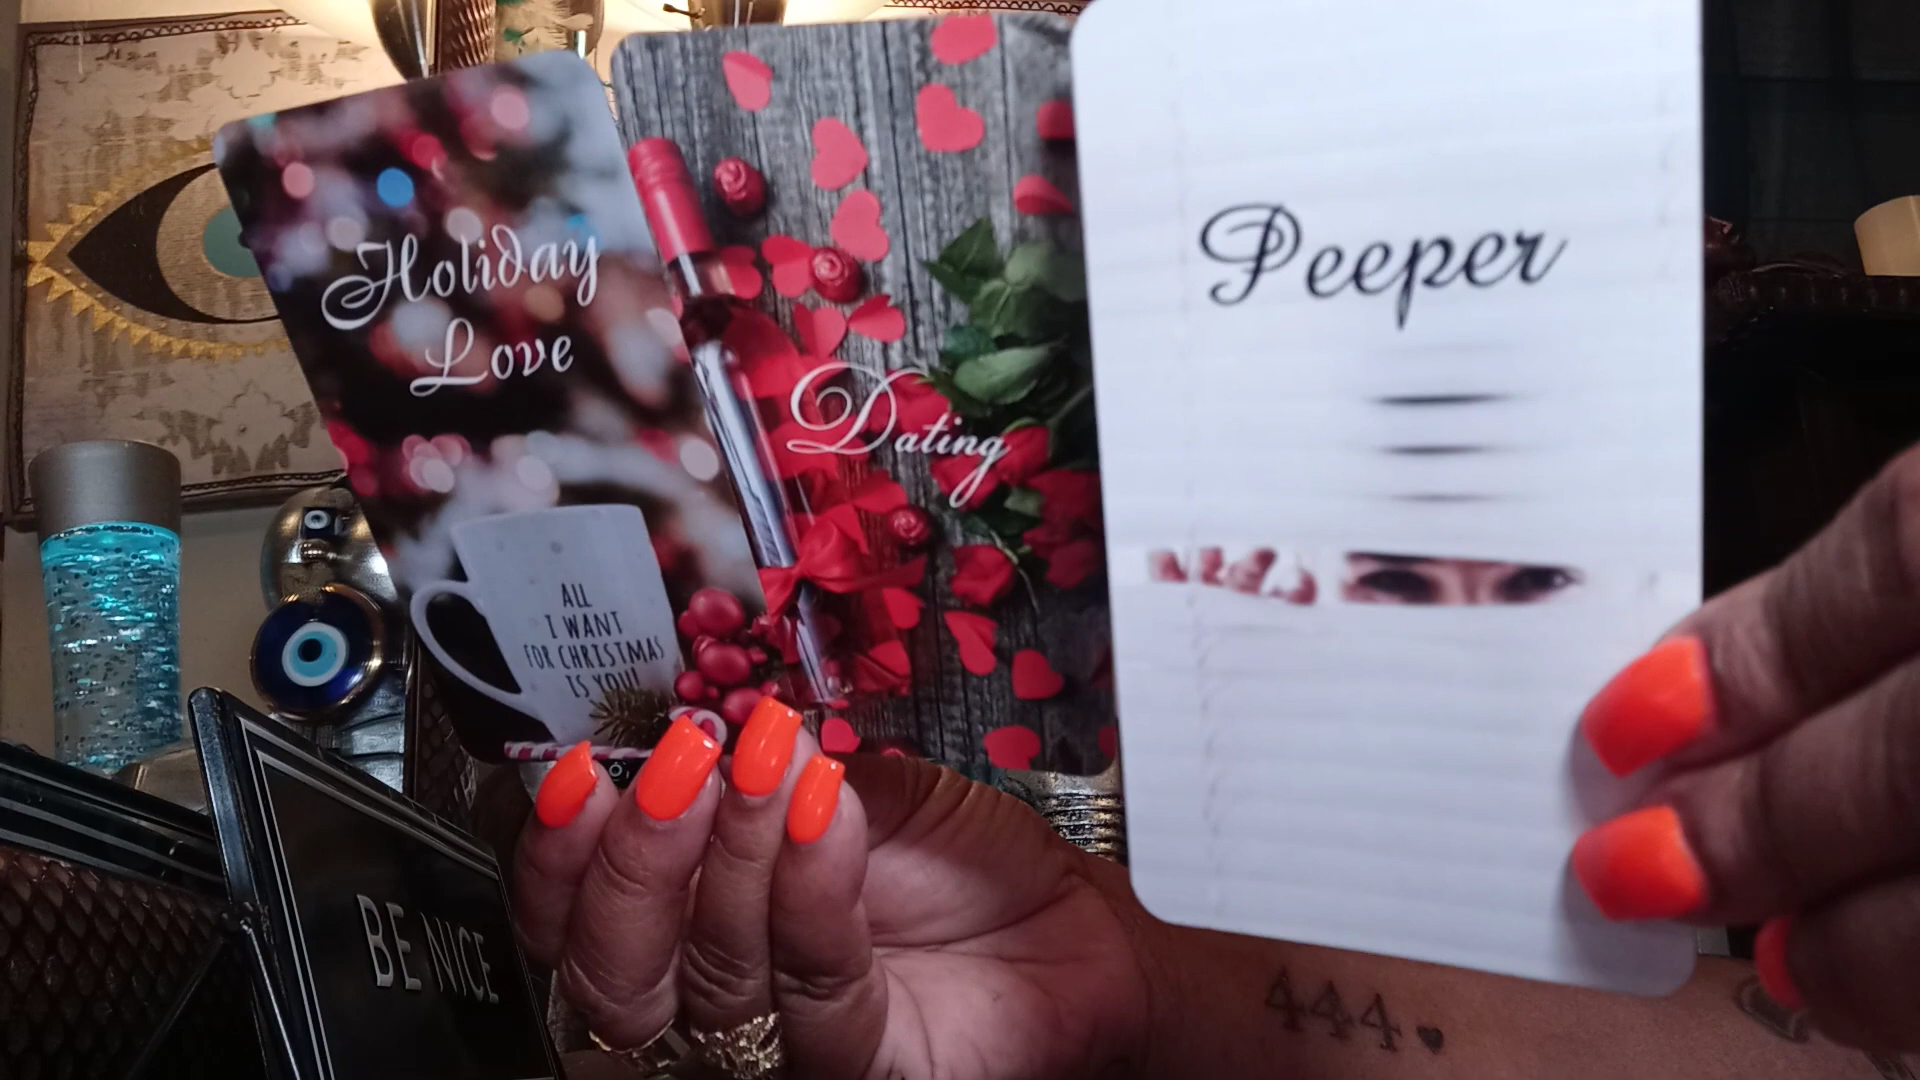 Holiday
Love
ALL
I WANT
FOR CHRISTMAS
IS YOU!
Dating
Peeper
BE NICE
444